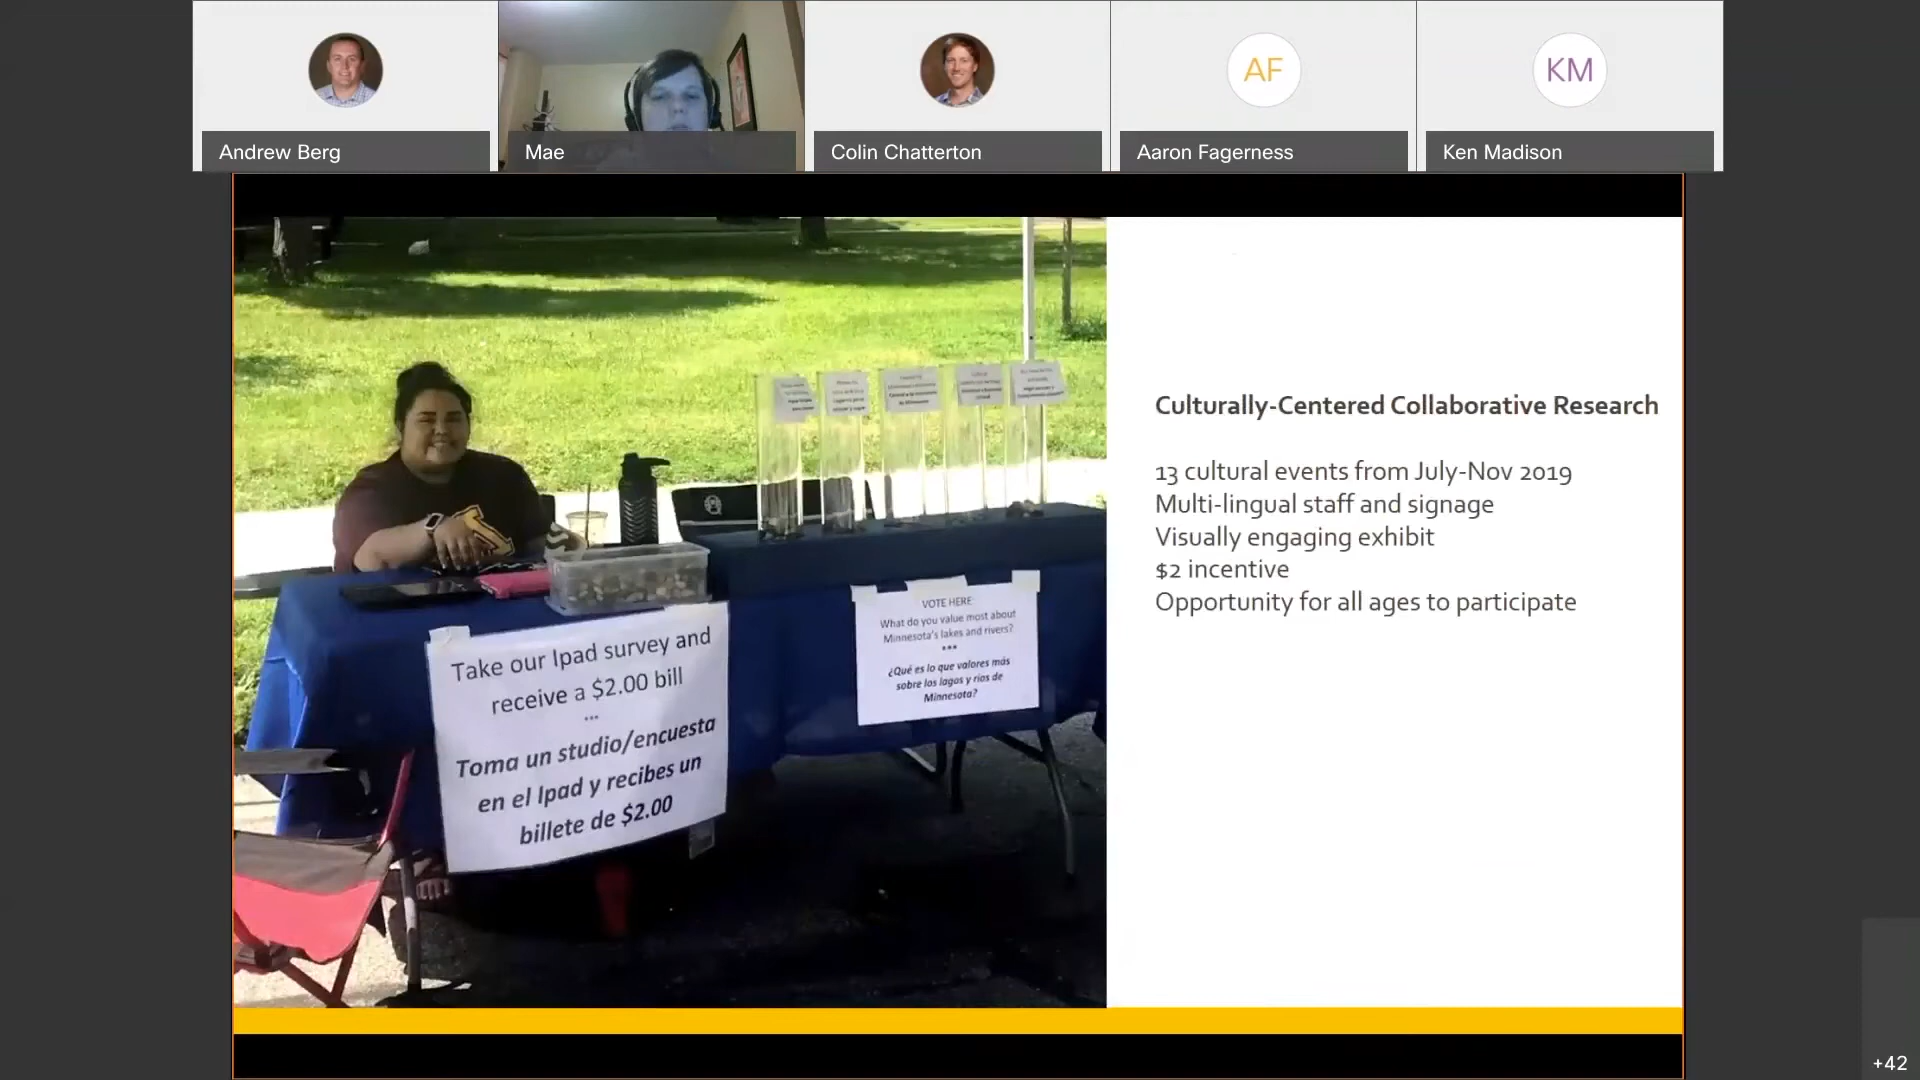 AF
KM
Andrew Berg
Mae
Colin Chatterton
Aaron Fagerness
Ken Madison
Take our Ipad survey and
receive a $2.00 bill
...
Toma un studio/encuesta
en el Ipad y recibes un
billete de $2.00
VOTE HERE:
What do you value most about
Minnesota's lakes and rivers?
***
¿Qué es lo que valores más
sobre los lagos y rios de
Minnesota?
Culturally-Centered Collaborative Research
13 cultural events from July-Nov 2019
Multi-lingual staff and signage
Visually engaging exhibit
$2 incentive
Opportunity for all ages to participate
+42